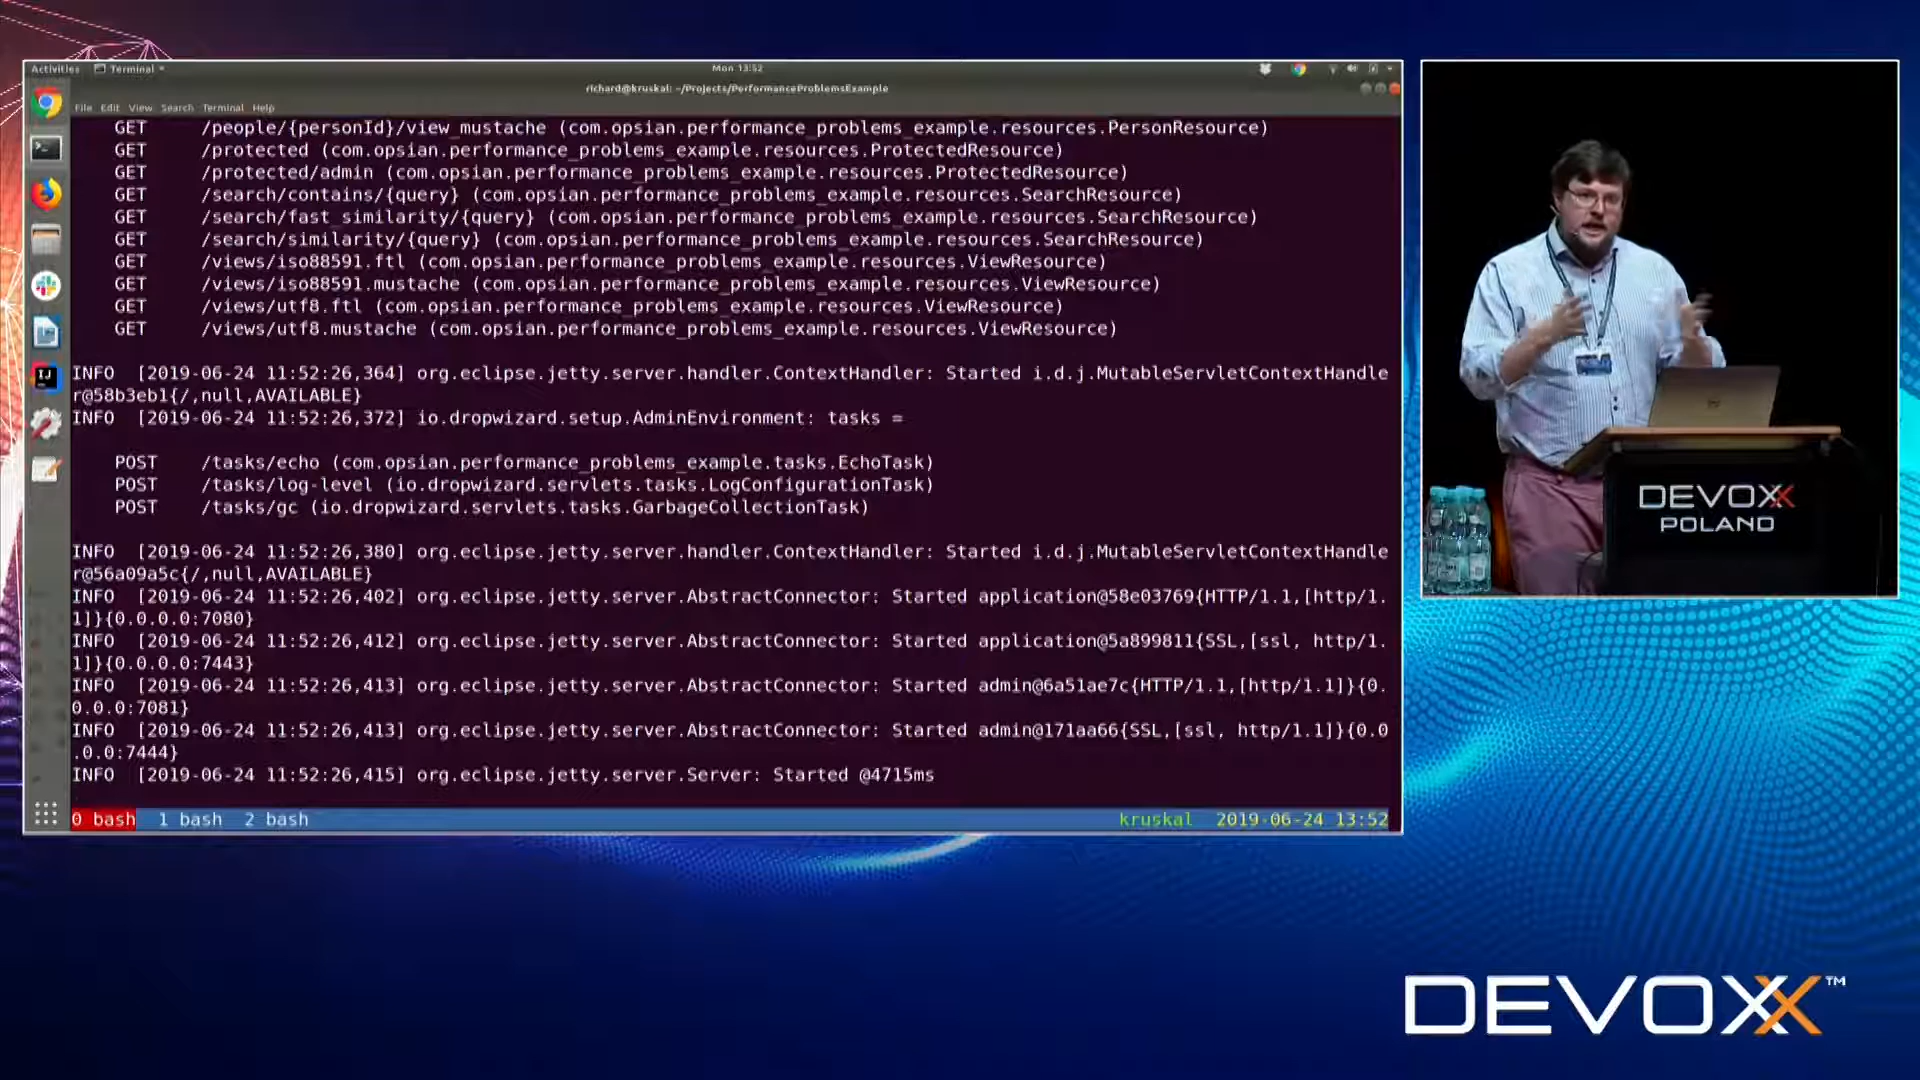 Activities Terminal Mon 13:52
richard@kruskal: ~/Projects/PerformanceProblemsExample
File Edit View Search Terminal Help
GET /people/{personId}/view_mustache (com.opsian.performance_problems_example.resources.PersonResource)
GET /protected (com.opsian.performance_problems_example.resources.ProtectedResource)
GET /protected/admin (com.opsian.performance_problems_example.resources.ProtectedResource)
GET /search/contains/{query} (com.opsian.performance_problems_example.resources.SearchResource)
GET /search/fast_similarity/{query} (com.opsian.performance_problems_example.resources.SearchResource)
GET /search/similarity/{query} (com.opsian.performance_problems_example.resources.SearchResource)
GET /views/iso88591.ftl (com.opsian.performance_problems_example.resources.ViewResource)
GET /views/iso88591.mustache (com.opsian.performance_problems_example.resources.ViewResource)
GET /views/utf8.ftl (com.opsian.performance_problems_example.resources.ViewResource)
GET /views/utf8.mustache (com.opsian.performance_problems_example.resources.ViewResource)
INFO [2019-06-24 11:52:26,364] org.eclipse.jetty.server.handler.ContextHandler: Started i.d.j.MutableServletContextHandle
r@58b3eb1{/,null,AVAILABLE}
INFO [2019-06-24 11:52:26,372] io.dropwizard.setup.AdminEnvironment: tasks =
POST /tasks/echo (com.opsian.performance_problems_example.tasks.EchoTask)
POST /tasks/log-level (io.dropwizard.servlets.tasks.LogConfigurationTask)
POST /tasks/gc (io.dropwizard.servlets.tasks.GarbageCollectionTask)
INFO [2019-06-24 11:52:26,380] org.eclipse.jetty.server.handler.ContextHandler: Started i.d.j.MutableServletContextHandle
r@56a09a5c{/,null,AVAILABLE}
INFO [2019-06-24 11:52:26,402] org.eclipse.jetty.server.AbstractConnector: Started application@58e03769{HTTP/1.1,[http/1.
1]}{0.0.0.0:7080}
INFO [2019-06-24 11:52:26,412] org.eclipse.jetty.server.AbstractConnector: Started application@5a899811{SSL,[ssl, http/1.
1]}{0.0.0.0:7443}
INFO [2019-06-24 11:52:26,413] org.eclipse.jetty.server.AbstractConnector: Started admin@6a51ae7c{HTTP/1.1,[http/1.1]}{0.
0.0.0:7081}
INFO [2019-06-24 11:52:26,413] org.eclipse.jetty.server.AbstractConnector: Started admin@171aa66{SSL,[ssl, http/1.1]}{0.0
.0.0:7444}
INFO [2019-06-24 11:52:26,415] org.eclipse.jetty.server.Server: Started @4715ms
0 bash 1 bash 2 bash kruskal 2019-06-24 13:52
IJ
DEVOXX
POLAND
DEVOXX™